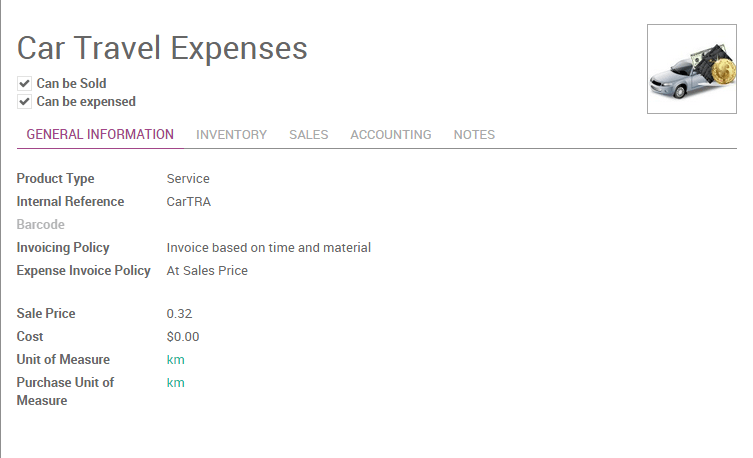 Car Travel Expenses
Can be Sold
Can be expensed
GENERAL INFORMATION INVENTORY SALES ACCOUNTING NOTES
Product Type Service
Internal Reference CarTRA
Barcode
Invoicing Policy Invoice based on time and material
Expense Invoice Policy At Sales Price
Sale Price 0.32
Cost $0.00
Unit of Measure km
Purchase Unit of km
Measure